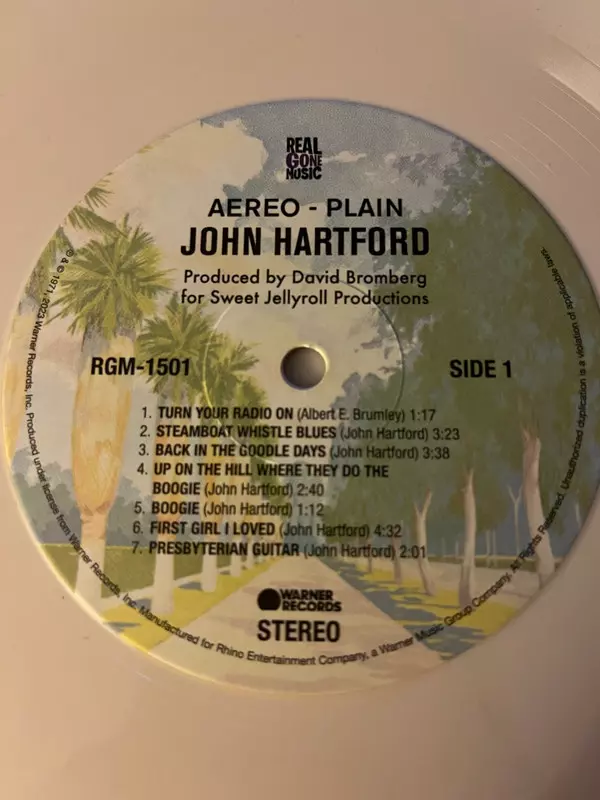 REAL
GONE
MUSIC
AEREO - PLAIN
JOHN HARTFORD
Produced by David Bromberg
for Sweet Jellyroll Productions
RGM-1501
SIDE 1
1. TURN YOUR RADIO ON (Albert E. Brumley) 1:17
2. STEAMBOAT WHISTLE BLUES (John Hartford) 3:23
3. BACK IN THE GOODLE DAYS (John Hartford) 3:38
4. UP ON THE HILL WHERE THEY DO THE
BOOGIE (John Hartford) 2:40
5. BOOGIE (John Hartford) 1:12
6. FIRST GIRL I LOVED (John Hartford) 4:32
7. PRESBYTERIAN GUITAR (John Hartford) 2:01
WARNER
RECORDS
STEREO
℗ & © 1971, 2023 Warner Records, Inc. Produced under license from Warner Records, Inc. Manufactured for Rhino Entertainment Company, a Warner Music Group Company. All Rights Reserved. Unauthorized duplication is a violation of applicable laws.